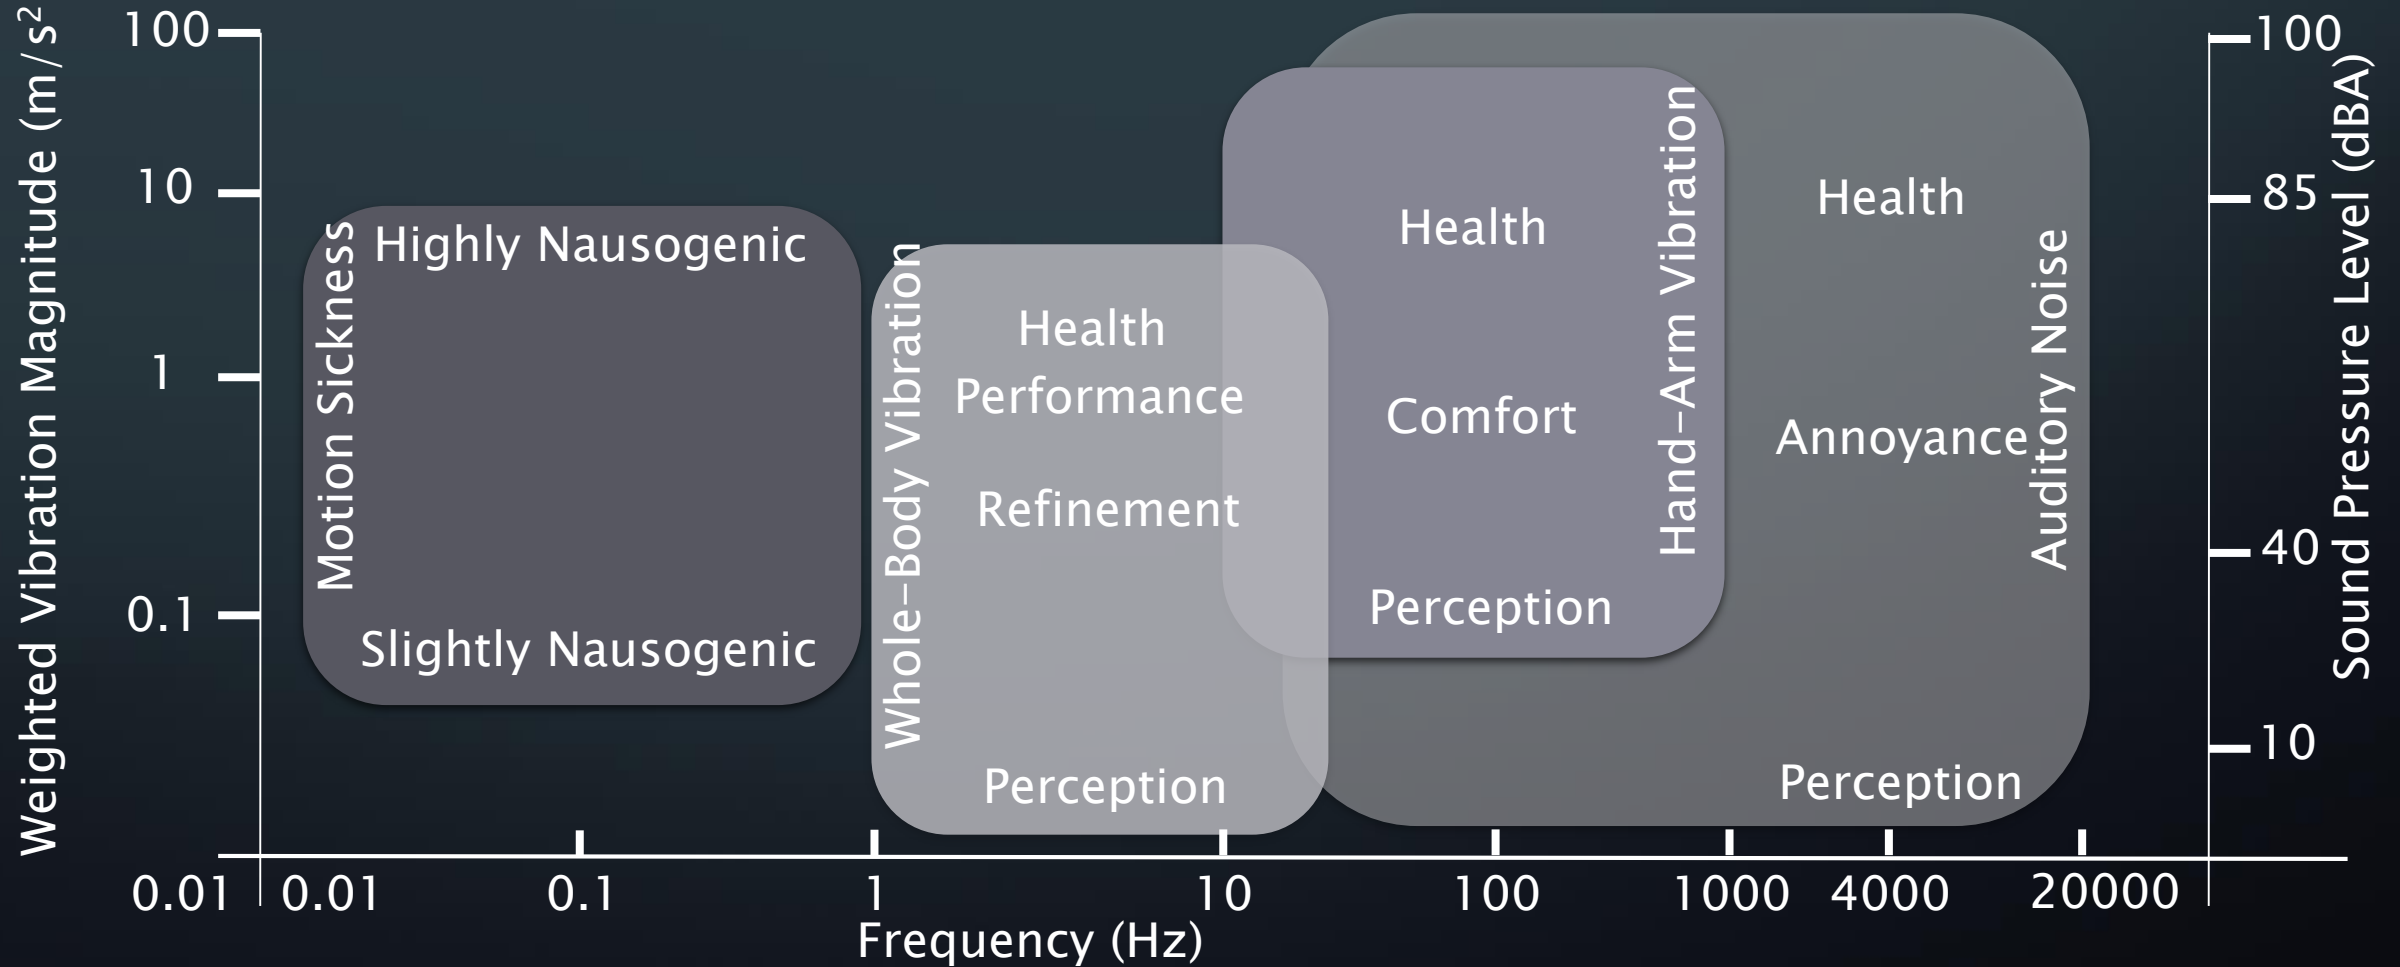 Weighted Vibration Magnitude (m/s²
100
10
1
0.1
0.01
Motion Sickness
Highly Nausogenic
Slightly Nausogenic
Whole-Body Vibration
Health
Performance
Refinement
Perception
Health
Comfort
Perception
Hand-Arm Vibration
Health
Annoyance
Perception
Auditory Noise
100
85
40
10
Sound Pressure Level (dBA)
0.01 0.1 1 10 100 1000 4000 20000
Frequency (Hz)